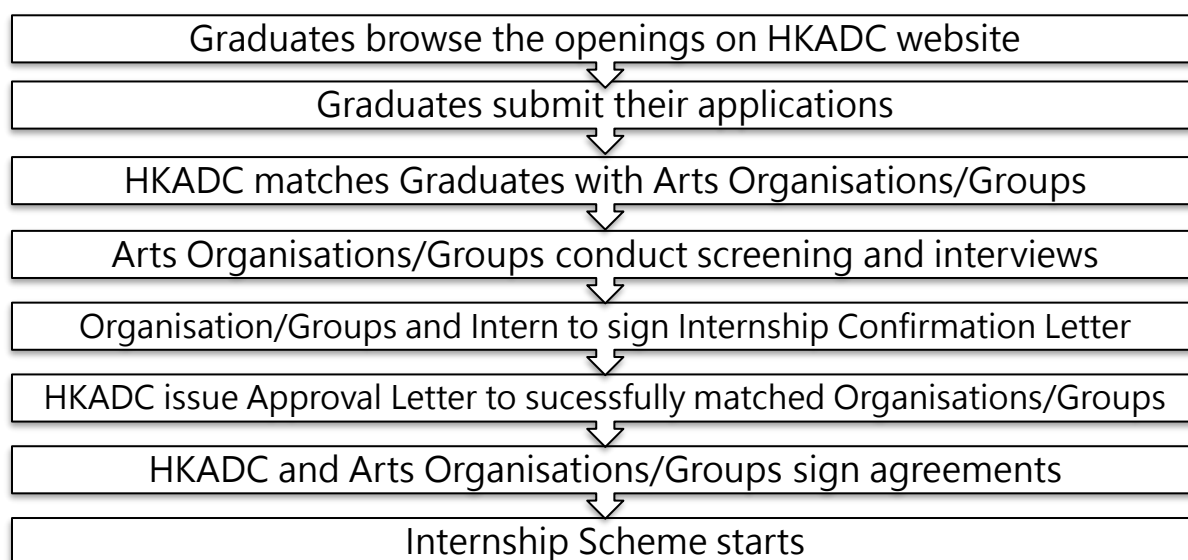 Graduates browse the openings on HKADC website
Graduates submit their applications
HKADC matches Graduates with Arts Organisations/Groups
Arts Organisations/Groups conduct screening and interviews
Organisation/Groups and Intern to sign Internship Confirmation Letter
HKADC issue Approval Letter to sucessfully matched Organisations/Groups
HKADC and Arts Organisations/Groups sign agreements
Internship Scheme starts